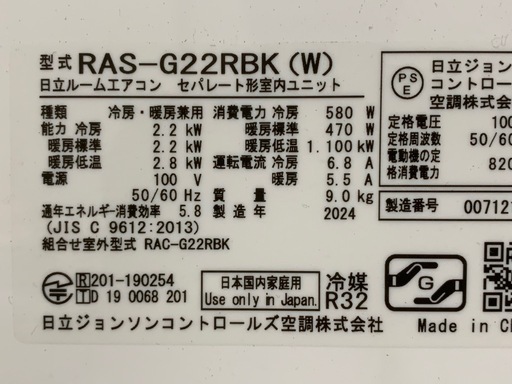 型式 RAS-G22RBK(W)
日立ルームエアコン セパレート形室内ユニット
種類 冷房・暖房兼用 消費電力 冷房 580 W
能力 冷房 2.2 kW 暖房標準 470 W
暖房標準 2.2 kW 暖房低温 1.100 kW
暖房低温 2.8 kW 運転電流 冷房 6.8 A
電源 100 V 暖房 5.5 A
50/60 Hz 質量 9.0 kg
通年エネルギー消費効率 5.8 製造年 2024
(JIS C 9612:2013)
組合せ室外型式 RAC-G22RBK
PSE
日立ジョン
コントロー
空調株式
定格電圧 100
定格周波数 50/60
電動機の定格消費電力 820
製造番号 00712
R 201-190254
T D 19 0068 201
日本国内家庭用
Use only in Japan.
冷媒
R32
G
日立ジョンソンコントロールズ空調株式会社
Made in C